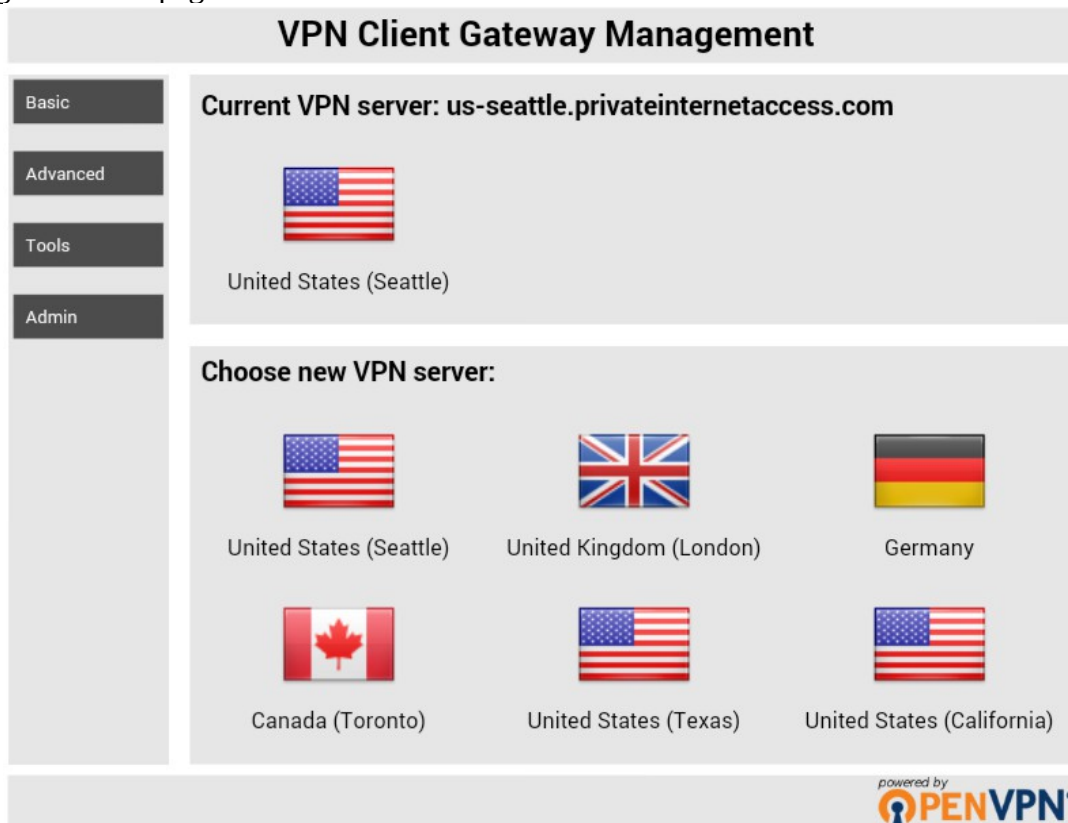 VPN Client Gateway Management
Basic
Advanced
Tools
Admin
Current VPN server: us-seattle.privateinternetaccess.com
United States (Seattle)
Choose new VPN server:
United States (Seattle)
United Kingdom (London)
Germany
Canada (Toronto)
United States (Texas)
United States (California)
powered by
OPENVPN